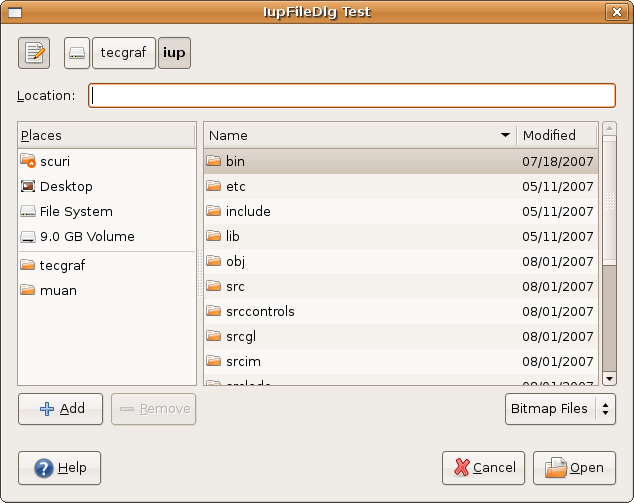 IupFileDlg Test
tecgraf iup
Location:
Places
scuri
Desktop
File System
9.0 GB Volume
tecgraf
muan
Name Modified
bin 07/18/2007
etc 05/11/2007
include 05/11/2007
lib 05/11/2007
obj 08/01/2007
src 08/01/2007
srccontrols 08/01/2007
srcgl 08/01/2007
srcim 08/01/2007
Add Remove Bitmap Files
Help Cancel Open